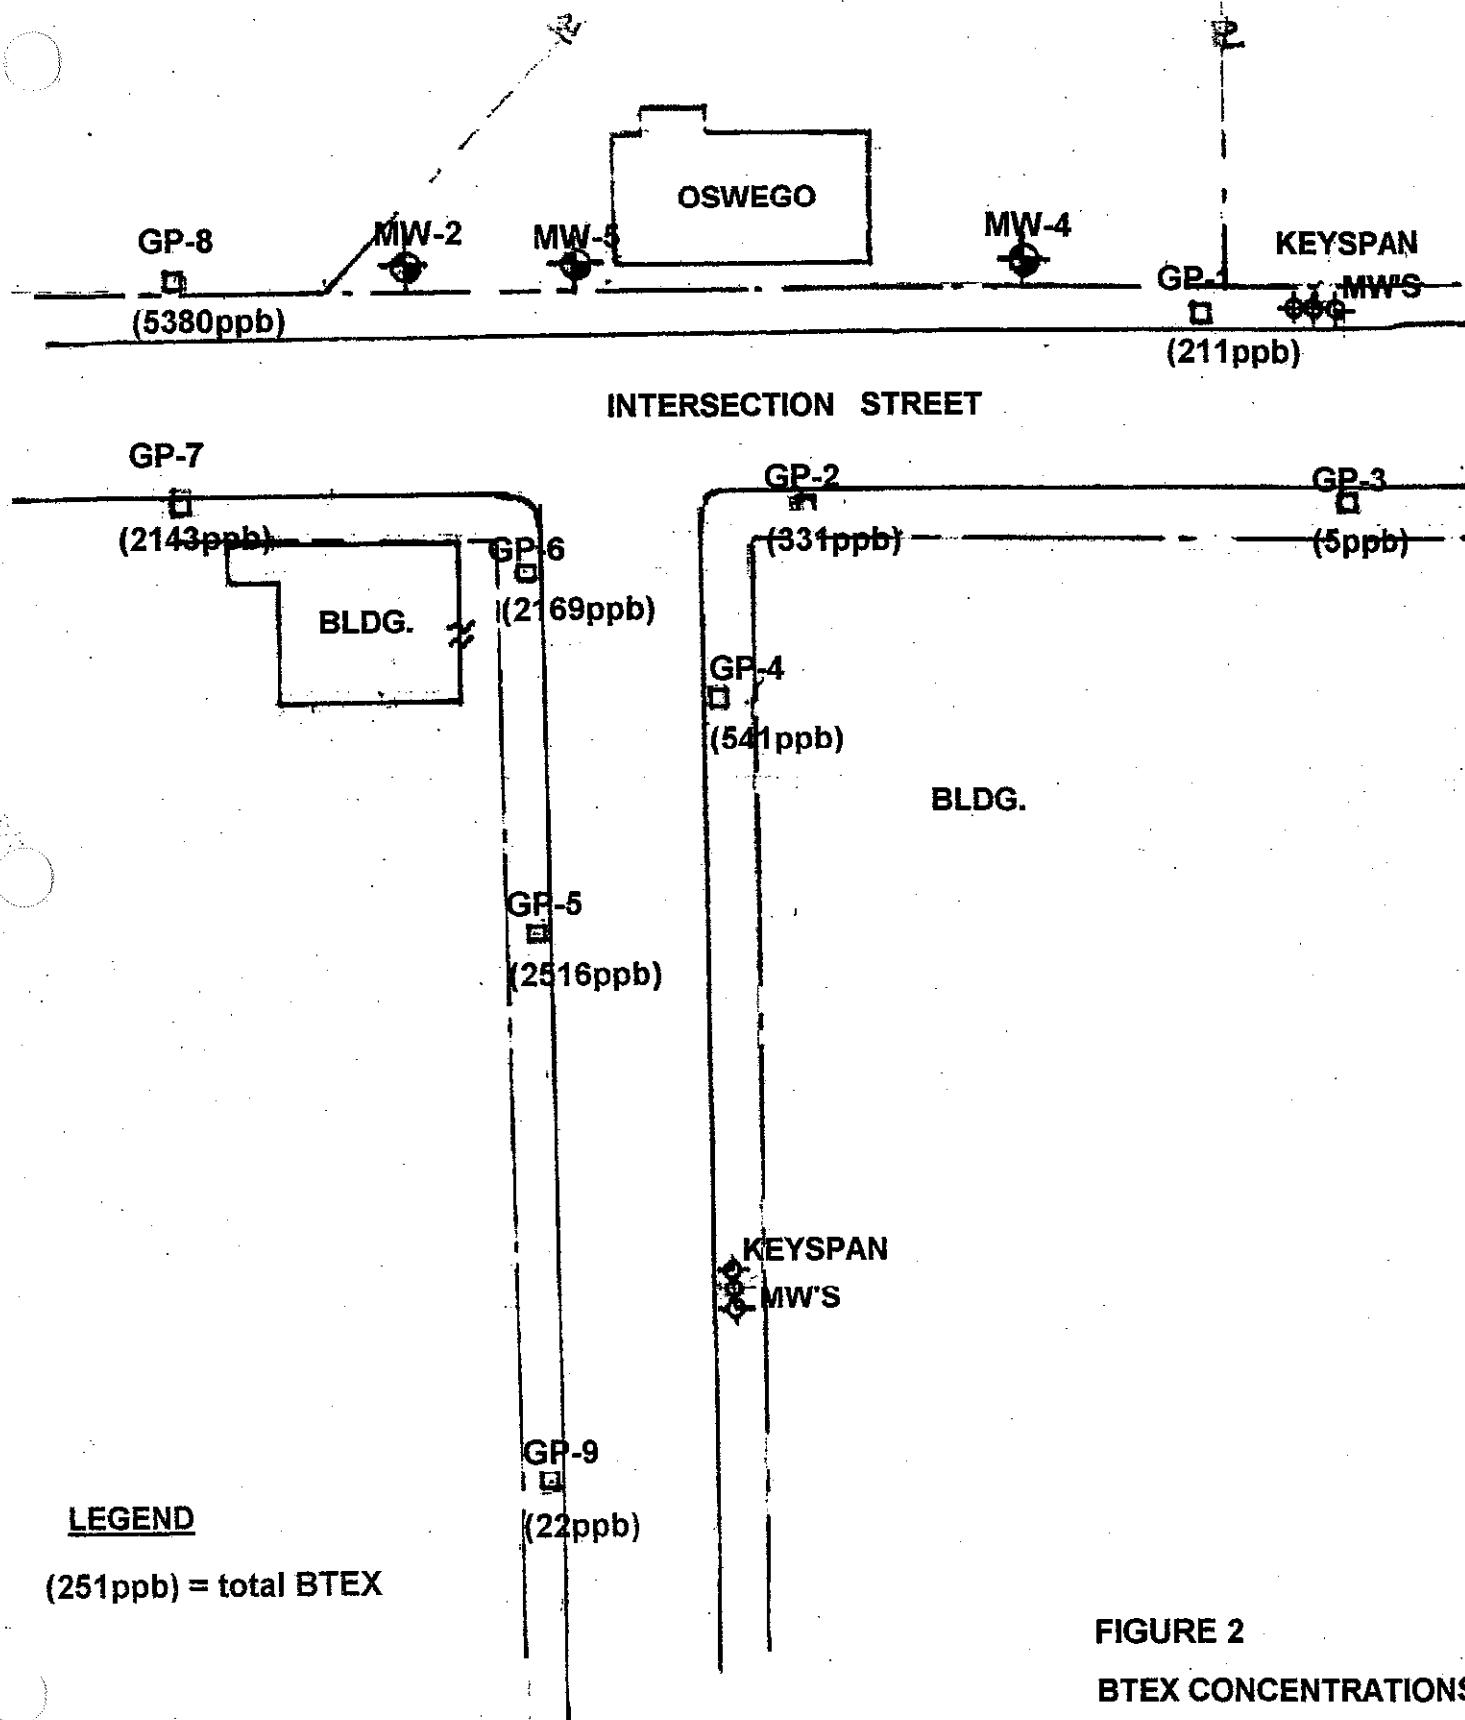 OSWEGO
GP-8
MW-2
MW-5
MW-4
KEYSPAN
MW'S
GP-1
(5380ppb)
(211ppb)
INTERSECTION STREET
GP-7
GP-2
GP-3
(2143ppb)
(331ppb)
(5ppb)
GP-6
(2169ppb)
BLDG.
GP-4
(541ppb)
BLDG.
GP-5
(2516ppb)
KEYSPAN
MW'S
GP-9
(22ppb)
LEGEND
(251ppb) = total BTEX
FIGURE 2
BTEX CONCENTRATIONS